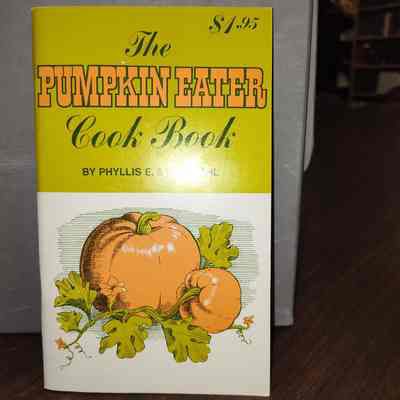 $1.95
The
PUMPKIN EATER
Cook Book
BY PHYLLIS E.